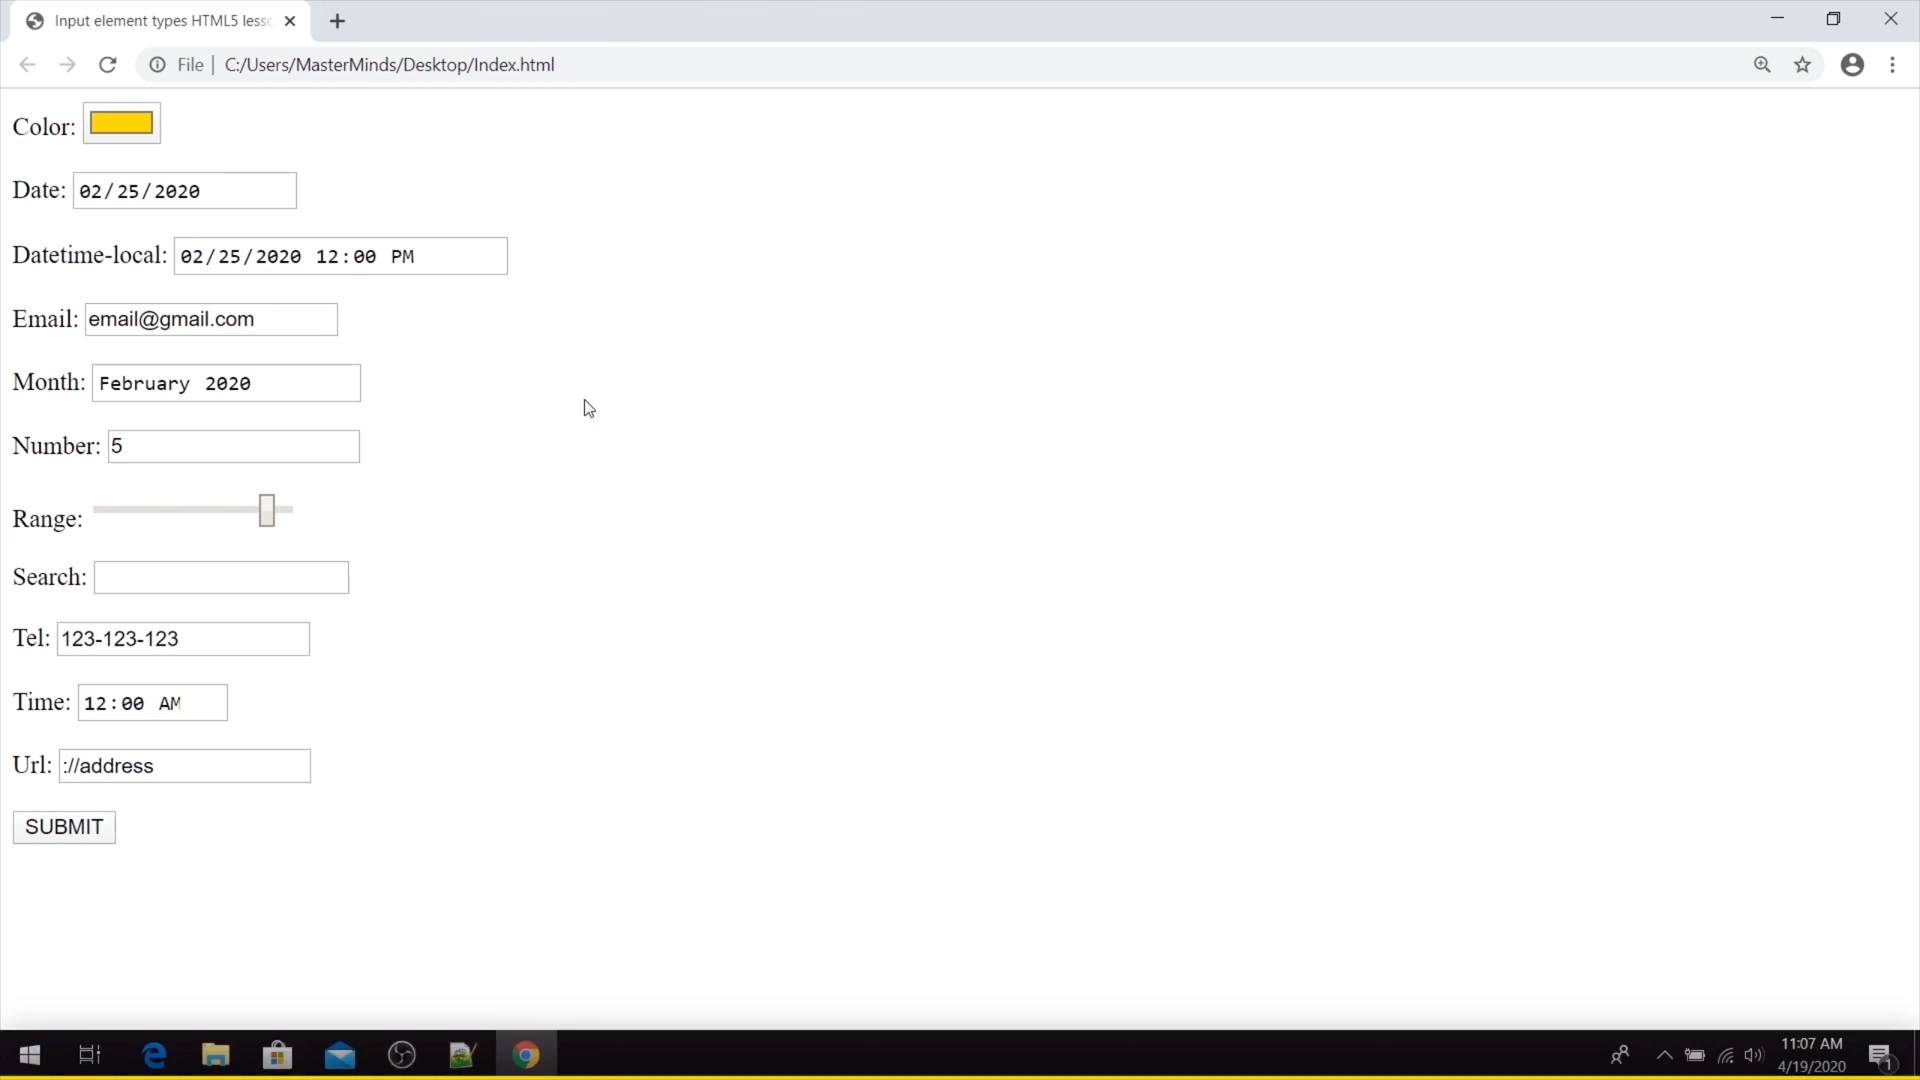 Input element types HTML5 less
File | C:/Users/MasterMinds/Desktop/Index.html
Color:
Date: 02/25/2020
Datetime-local: 02/25/2020 12:00 PM
Email: email@gmail.com
Month: February 2020
Number: 5
Range:
Search:
Tel: 123-123-123
Time: 12:00 AM
Url: ://address
SUBMIT
11:07 AM
4/19/2020
1